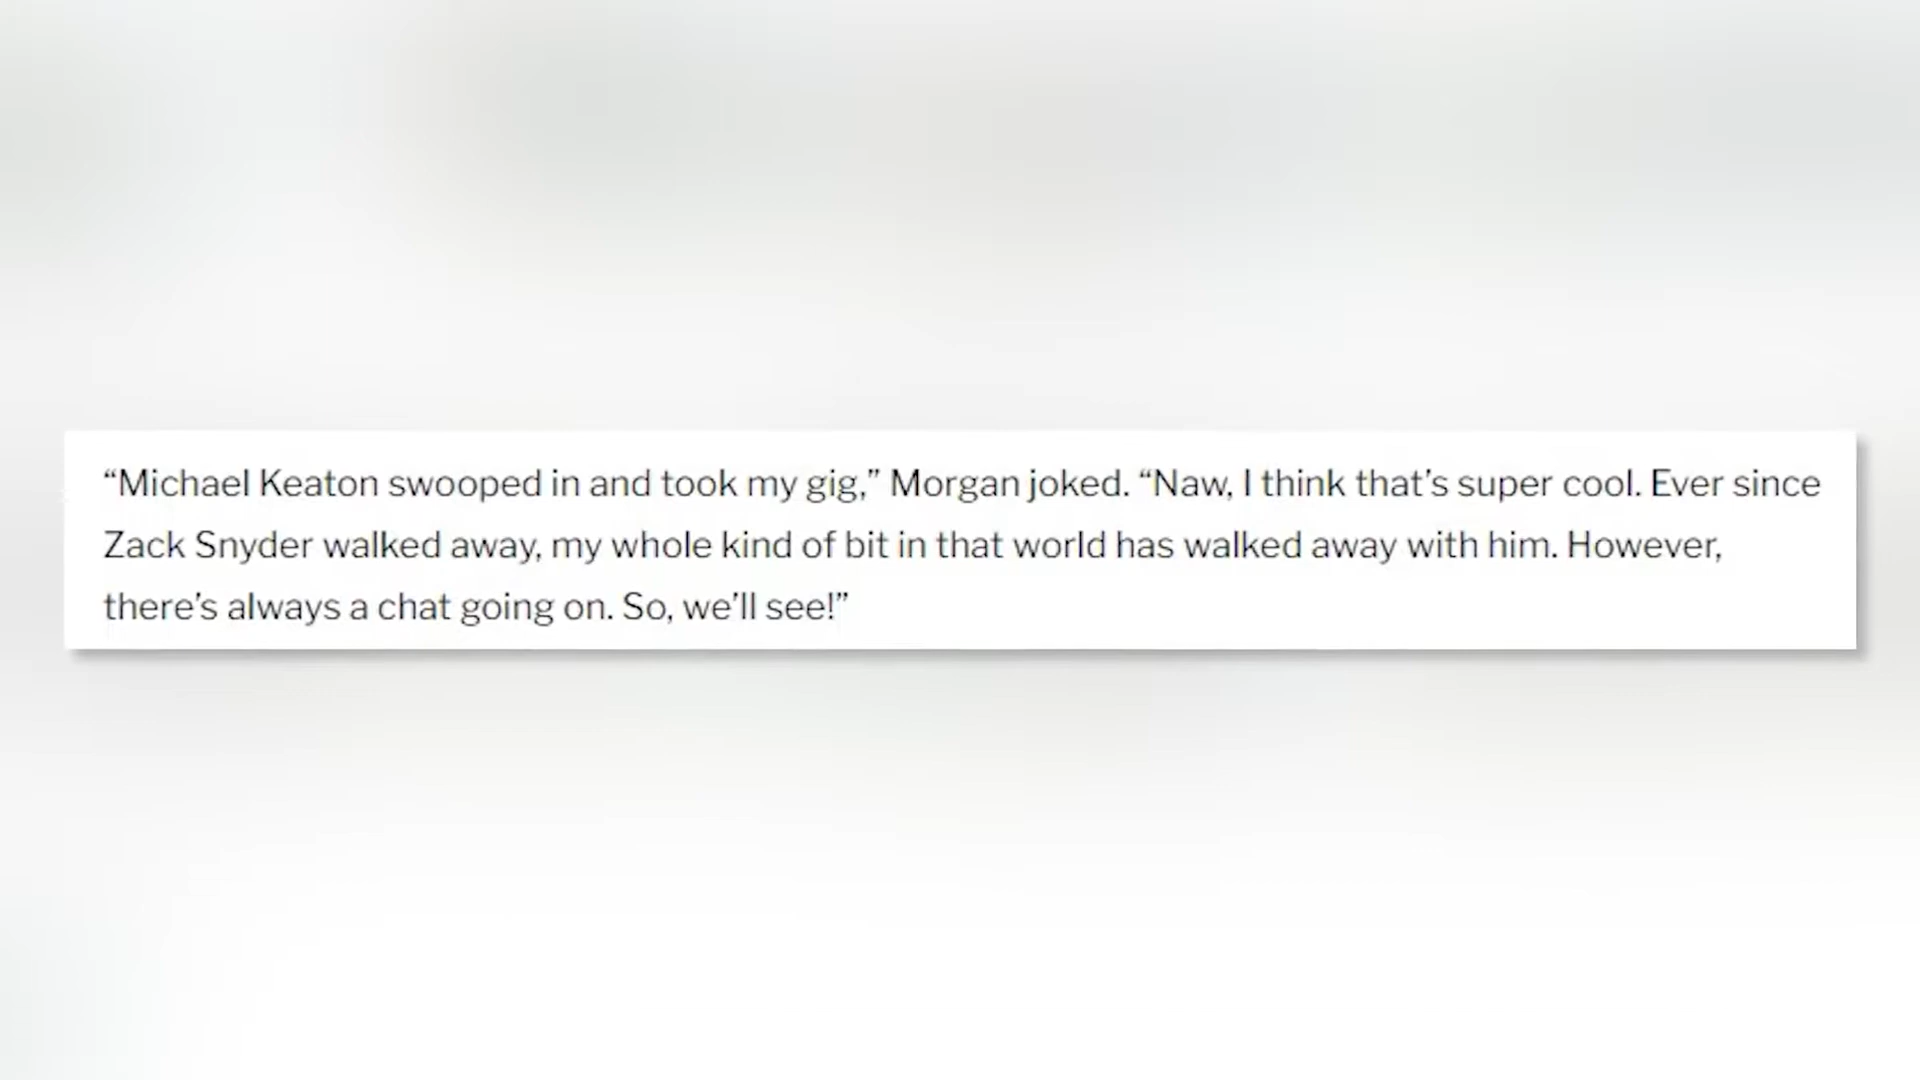 “Michael Keaton swooped in and took my gig,” Morgan joked. “Naw, I think that’s super cool. Ever since
Zack Snyder walked away, my whole kind of bit in that world has walked away with him. However,
there’s always a chat going on. So, we’ll see!”